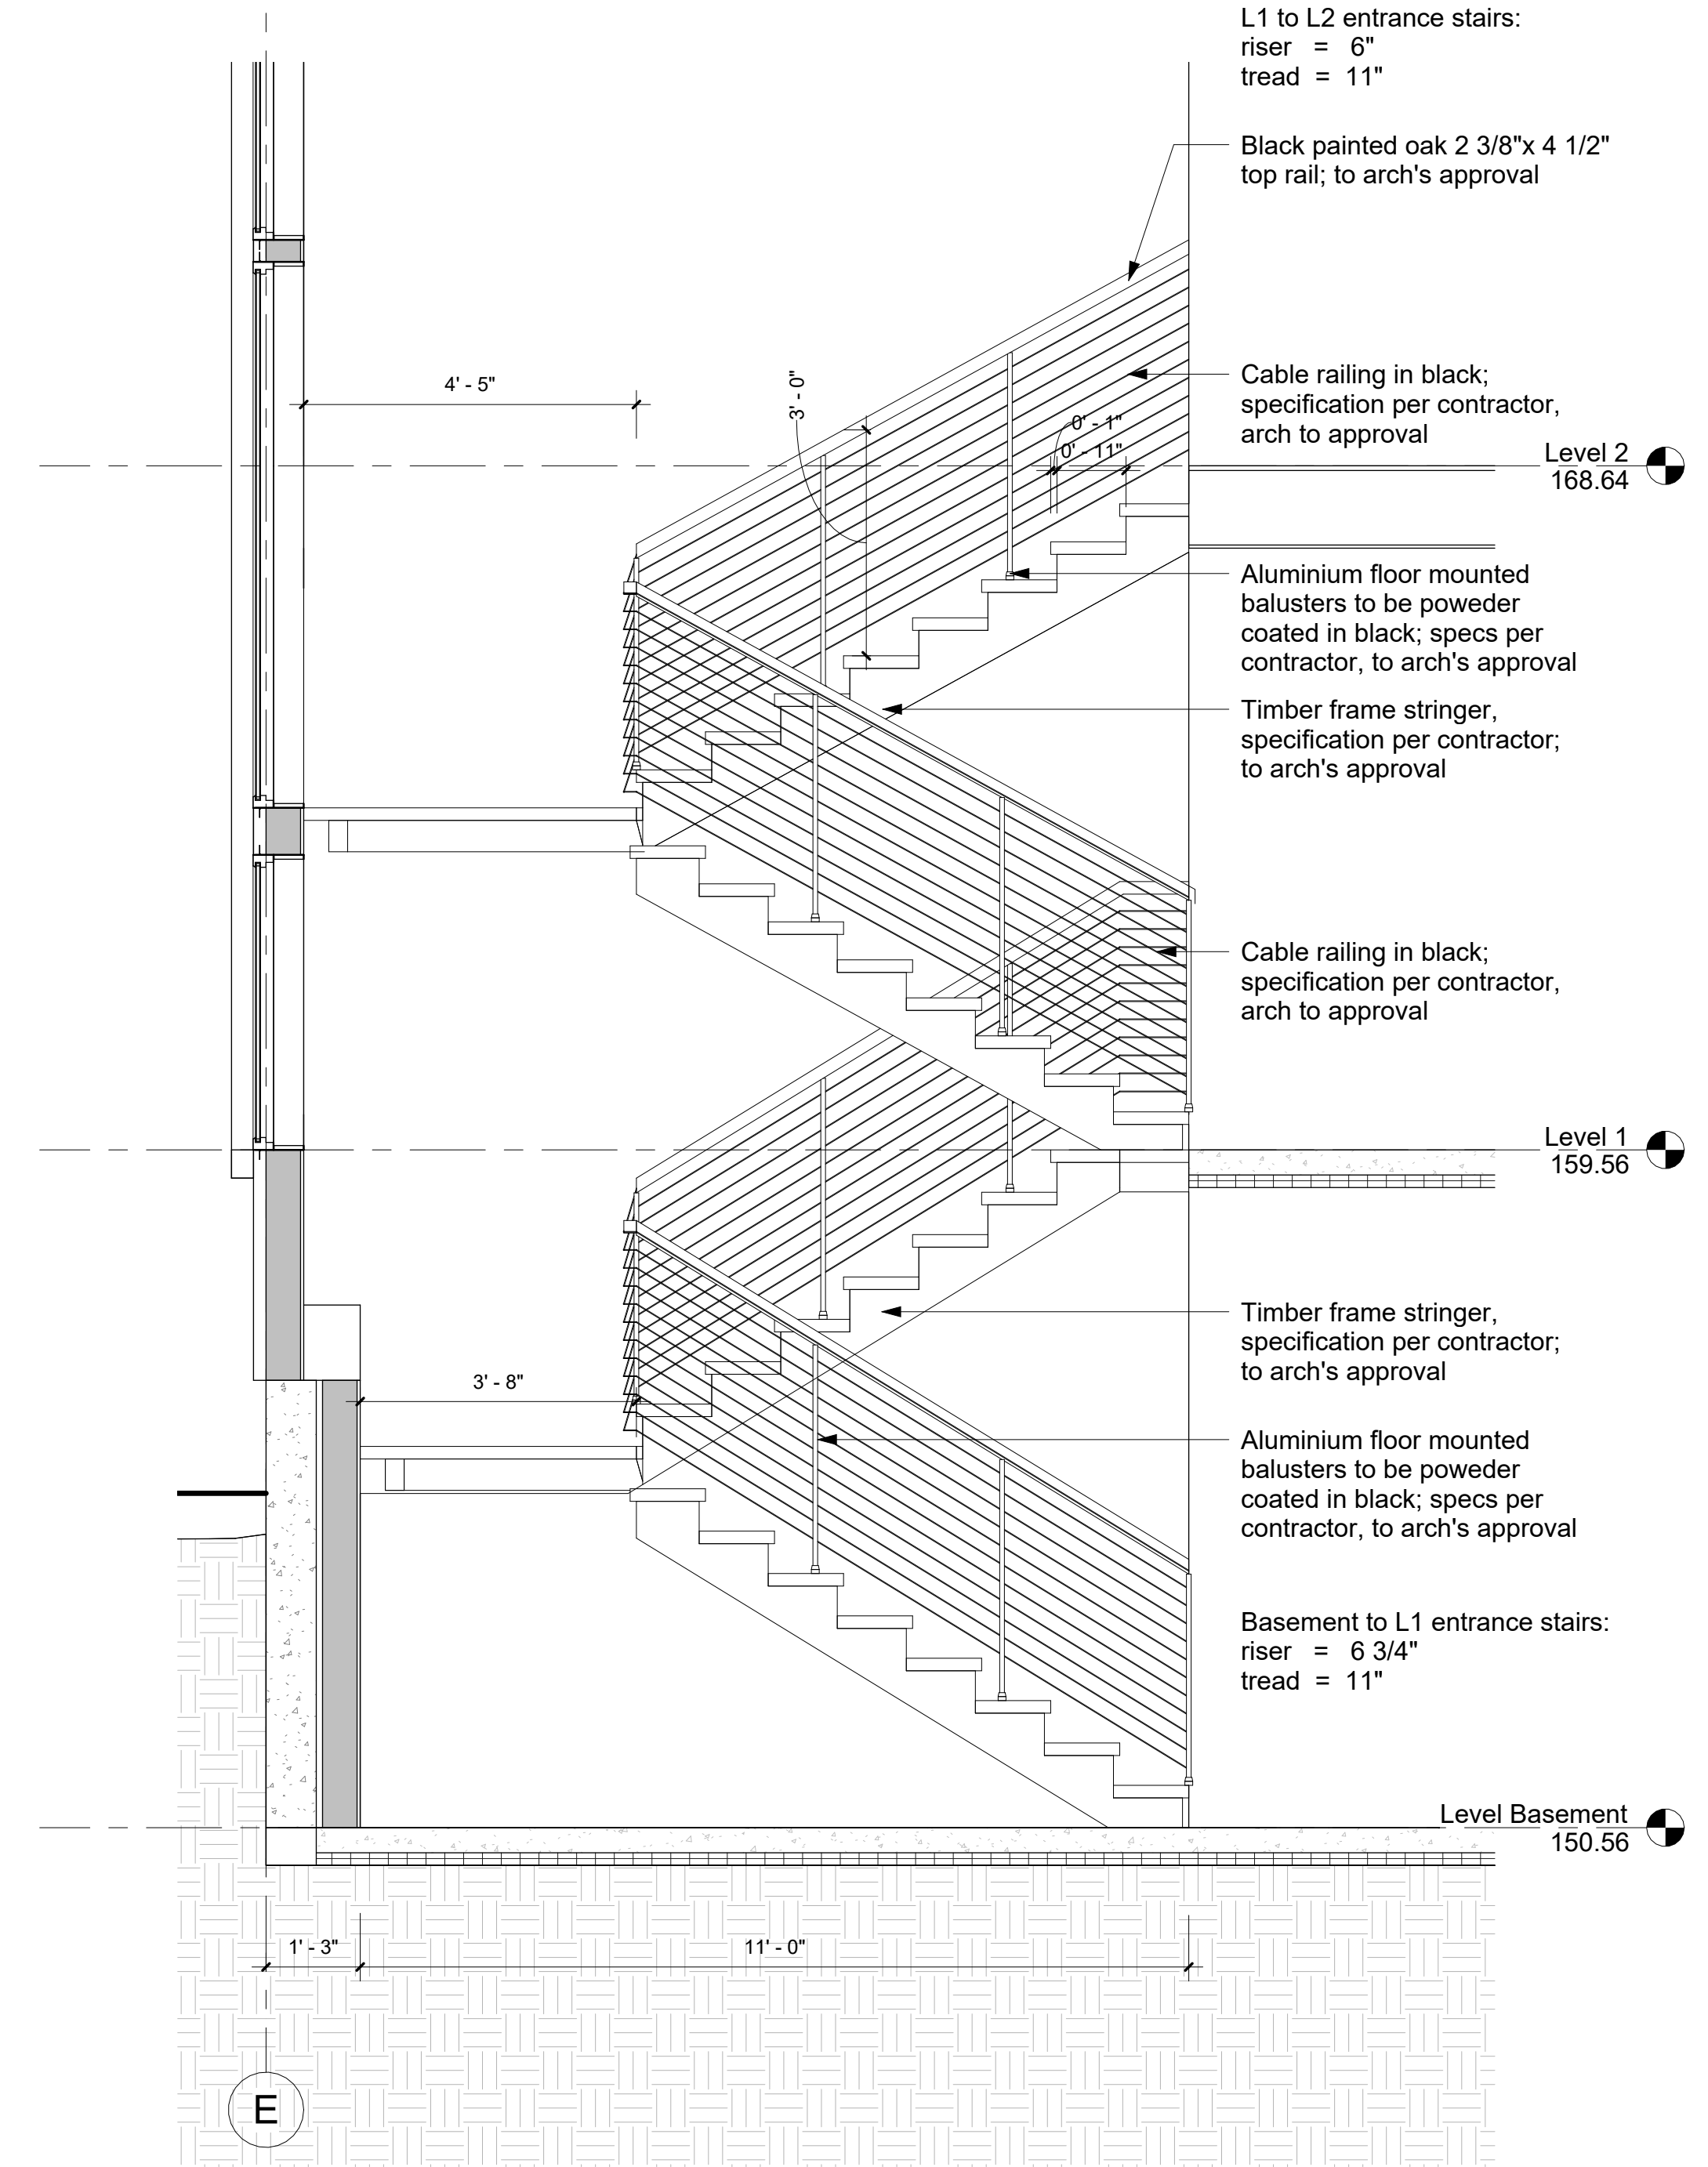 L1 to L2 entrance stairs:
riser = 6"
tread = 11"
Black painted oak 2 3/8"x 4 1/2"
top rail; to arch's approval
4' - 5"
3' - 0"
Cable railing in black;
specification per contractor,
arch to approval
0' - 1"
0' - 11"
Level 2
168.64
Aluminium floor mounted
balusters to be poweder
coated in black; specs per
contractor, to arch's approval
Timber frame stringer,
specification per contractor;
to arch's approval
Cable railing in black;
specification per contractor,
arch to approval
Level 1
159.56
Timber frame stringer,
specification per contractor;
to arch's approval
3' - 8"
Aluminium floor mounted
balusters to be poweder
coated in black; specs per
contractor, to arch's approval
Basement to L1 entrance stairs:
riser = 6 3/4"
tread = 11"
Level Basement
150.56
1' - 3"
11' - 0"
E